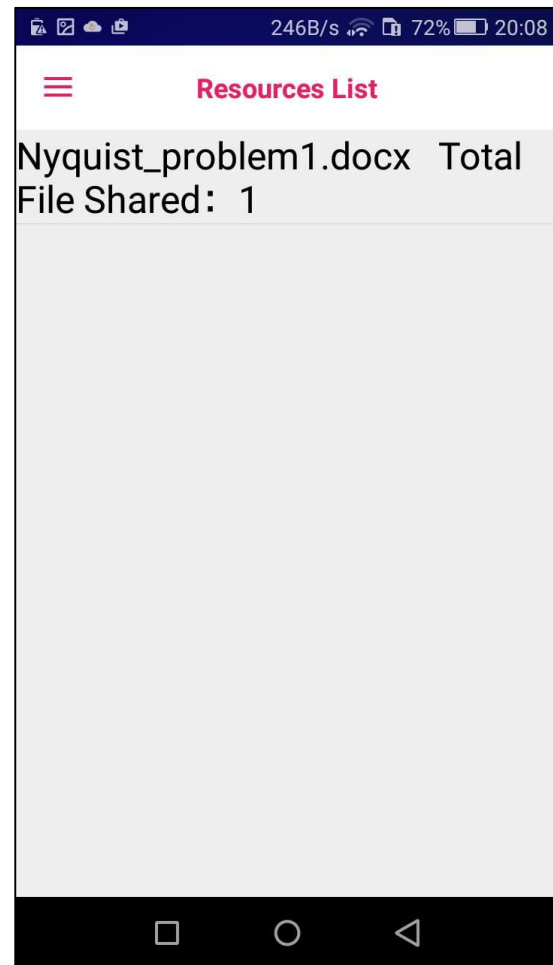 246B/s 72% 20:08
Resources List
Nyquist_problem1.docx Total
File Shared: 1